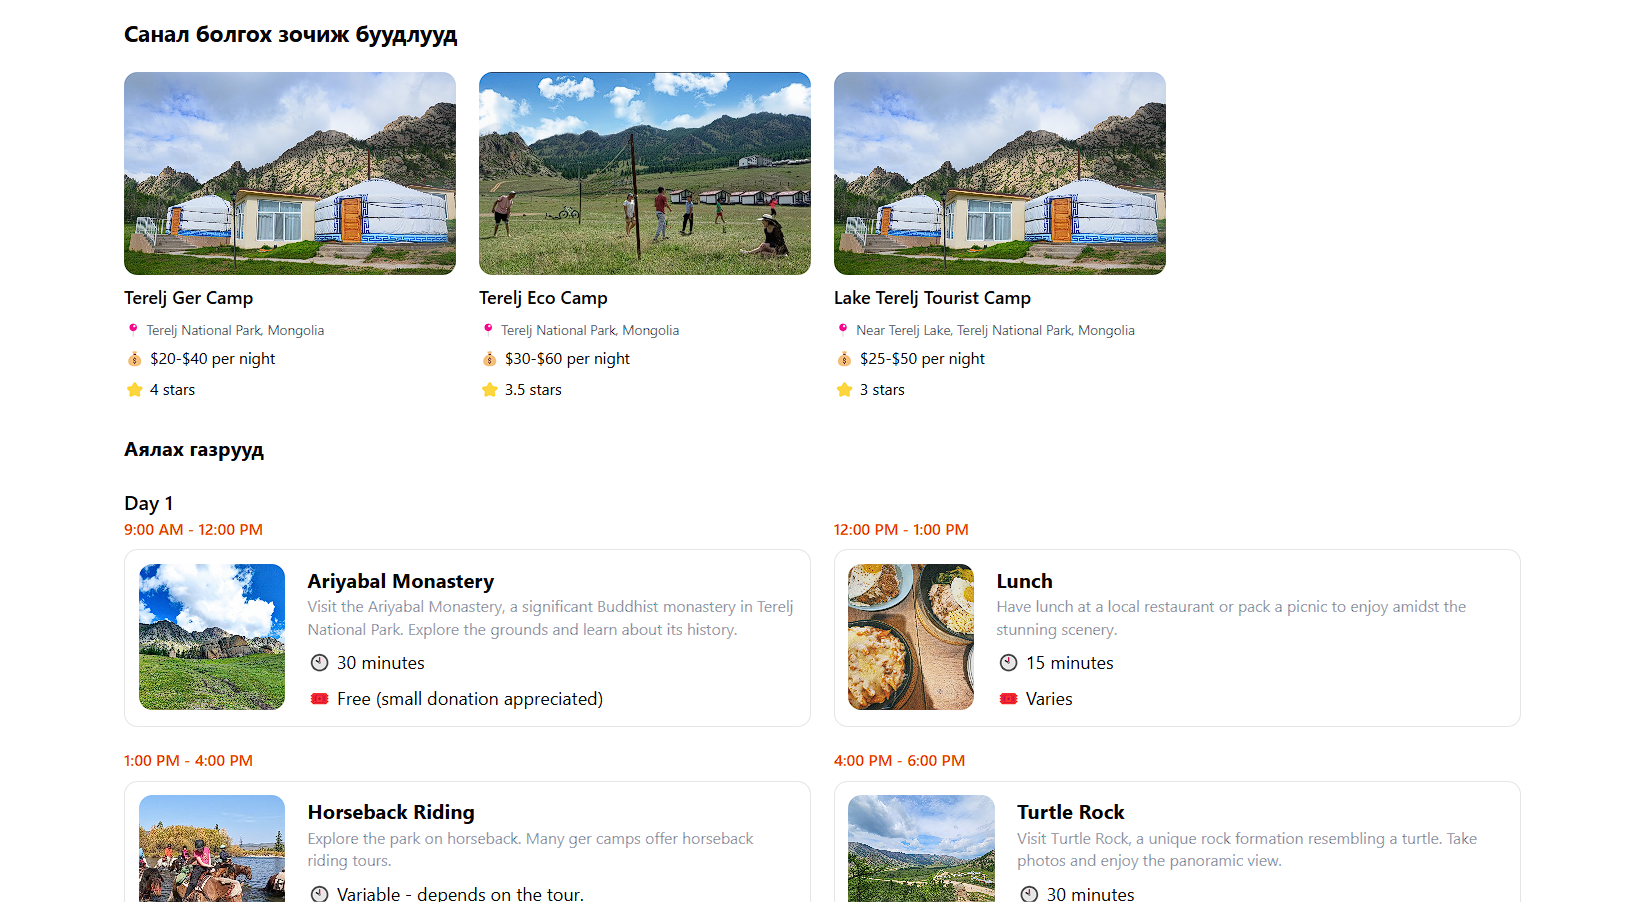 Санал болгох зочиж буудлууд
Terelj Ger Camp
Terelj National Park, Mongolia
$20-$40 per night
4 stars
Terelj Eco Camp
Terelj National Park, Mongolia
$30-$60 per night
3.5 stars
Lake Terelj Tourist Camp
Near Terelj Lake, Terelj National Park, Mongolia
$25-$50 per night
3 stars
Аялах газрууд
Day 1
9:00 AM - 12:00 PM
Ariyabal Monastery
Visit the Ariyabal Monastery, a significant Buddhist monastery in Terelj
National Park. Explore the grounds and learn about its history.
30 minutes
Free (small donation appreciated)
12:00 PM - 1:00 PM
Lunch
Have lunch at a local restaurant or pack a picnic to enjoy amidst the
stunning scenery.
15 minutes
Varies
1:00 PM - 4:00 PM
Horseback Riding
Explore the park on horseback. Many ger camps offer horseback
riding tours.
Variable - depends on the tour.
4:00 PM - 6:00 PM
Turtle Rock
Visit Turtle Rock, a unique rock formation resembling a turtle. Take
photos and enjoy the panoramic view.
30 minutes